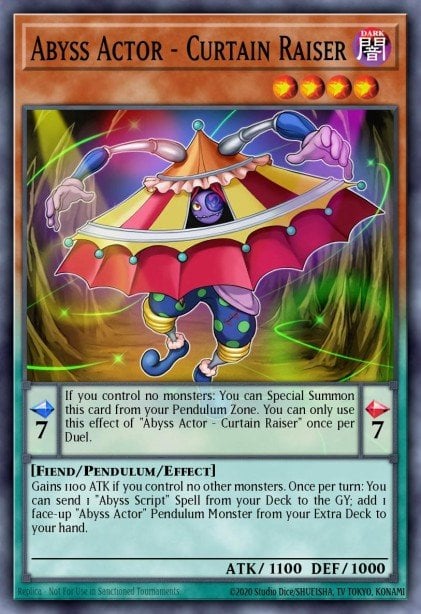 Abyss Actor - Curtain Raiser
DARK
闇
If you control no monsters: You can Special Summon
this card from your Pendulum Zone. You can only use
this effect of "Abyss Actor - Curtain Raiser" once per
Duel.
7
7
[Fiend/Pendulum/Effect]
Gains 1100 ATK if you control no other monsters. Once per turn: You
can send 1 "Abyss Script" Spell from your Deck to the GY; add 1
face-up "Abyss Actor" Pendulum Monster from your Extra Deck to
your hand.
ATK/ 1100 DEF/1000
Replica - Not For Use in Sanctioned Tournaments
©2020 Studio Dice/SHUEISHA, TV TOKYO, KONAMI